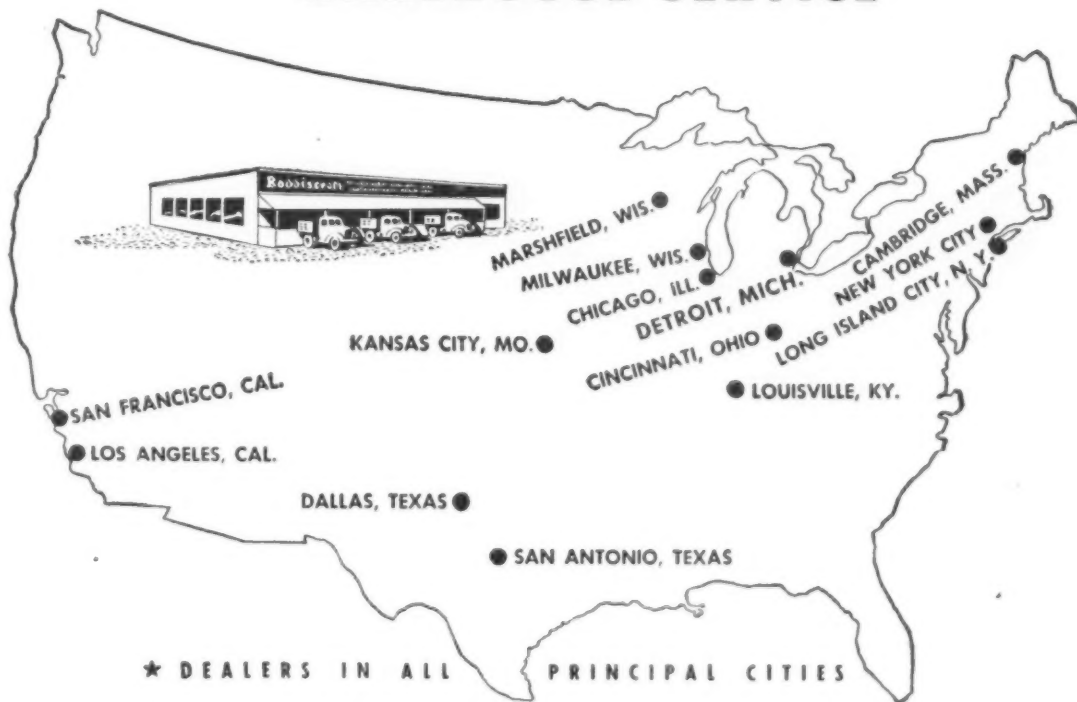 Roddiscraft
MARSHFIELD, WIS.
MILWAUKEE, WIS.
CHICAGO, ILL.
DETROIT, MICH.
CAMBRIDGE, MASS.
NEW YORK CITY
LONG ISLAND CITY, N. Y.
KANSAS CITY, MO.
CINCINNATI, OHIO
LOUISVILLE, KY.
SAN FRANCISCO, CAL.
LOS ANGELES, CAL.
DALLAS, TEXAS
SAN ANTONIO, TEXAS
★ DEALERS IN ALL PRINCIPAL CITIES